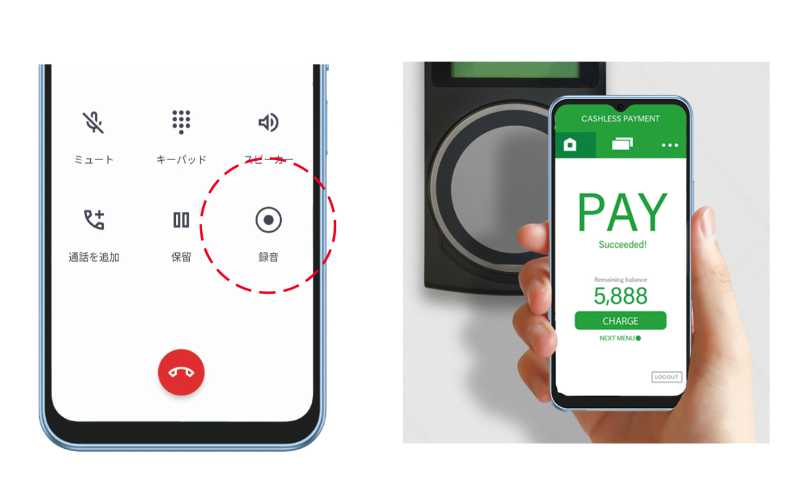 ミュート
キーパッド
スピーカー
通話を追加
保留
録音
CASHLESS PAYMENT
PAY
Succeeded!
Remaining balance
5,888
CHARGE
NEXT MENU
LOGOUT